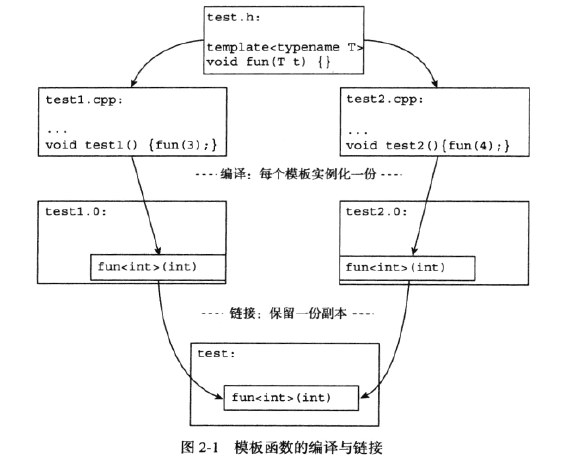 test.h:
template<typename T>
void fun(T t) {}
test1.cpp:
...
void test1() {fun(3);}
test2.cpp:
...
void test2(){fun(4);}
----编译：每个模板实例化一份----
test1.0:
fun<int>(int)
test2.0:
fun<int>(int)
----链接：保留一份副本----
test:
fun<int>(int)
图 2-1 模板函数的编译与链接